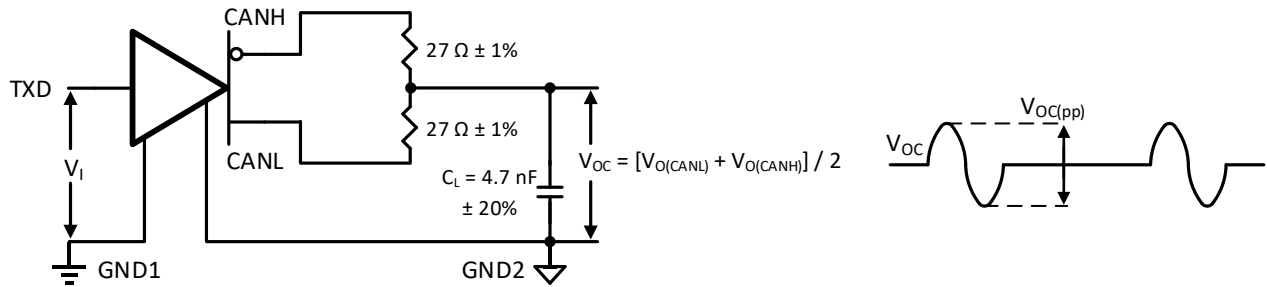 CANH
27 Ω ± 1%
TXD
27 Ω ± 1%
CANL
V_I
V_OC = [V_O(CANL) + V_O(CANH)] / 2
C_L = 4.7 nF
± 20%
GND1
GND2
V_OC(pp)
V_OC